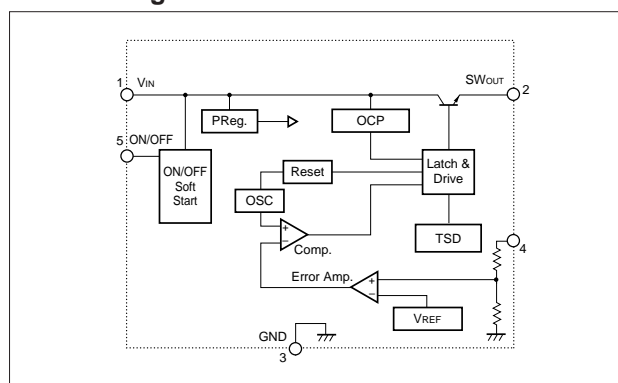 1 VIN
SWOUT 2
PReg.
OCP
5 ON/OFF
ON/OFF
Soft
Start
Reset
Latch &
Drive
OSC
+
−
Comp.
TSD
4
Error Amp.
+
−
VREF
GND
3